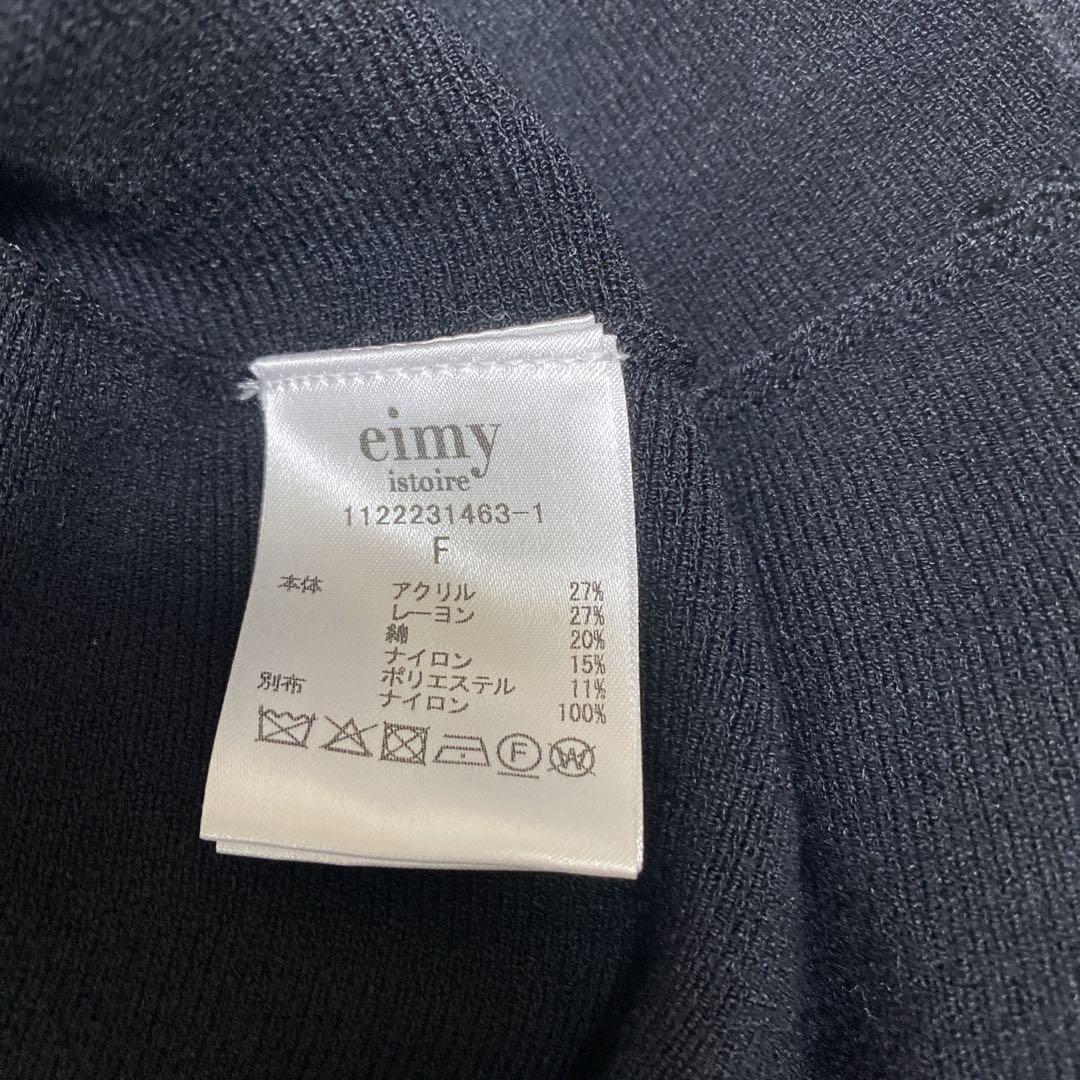 eimy
istoire
1122231463-1
F
本体 アクリル 27%
レーヨン 27%
綿 20%
ナイロン 15%
ポリエステル 11%
別布 ナイロン 100%
F W